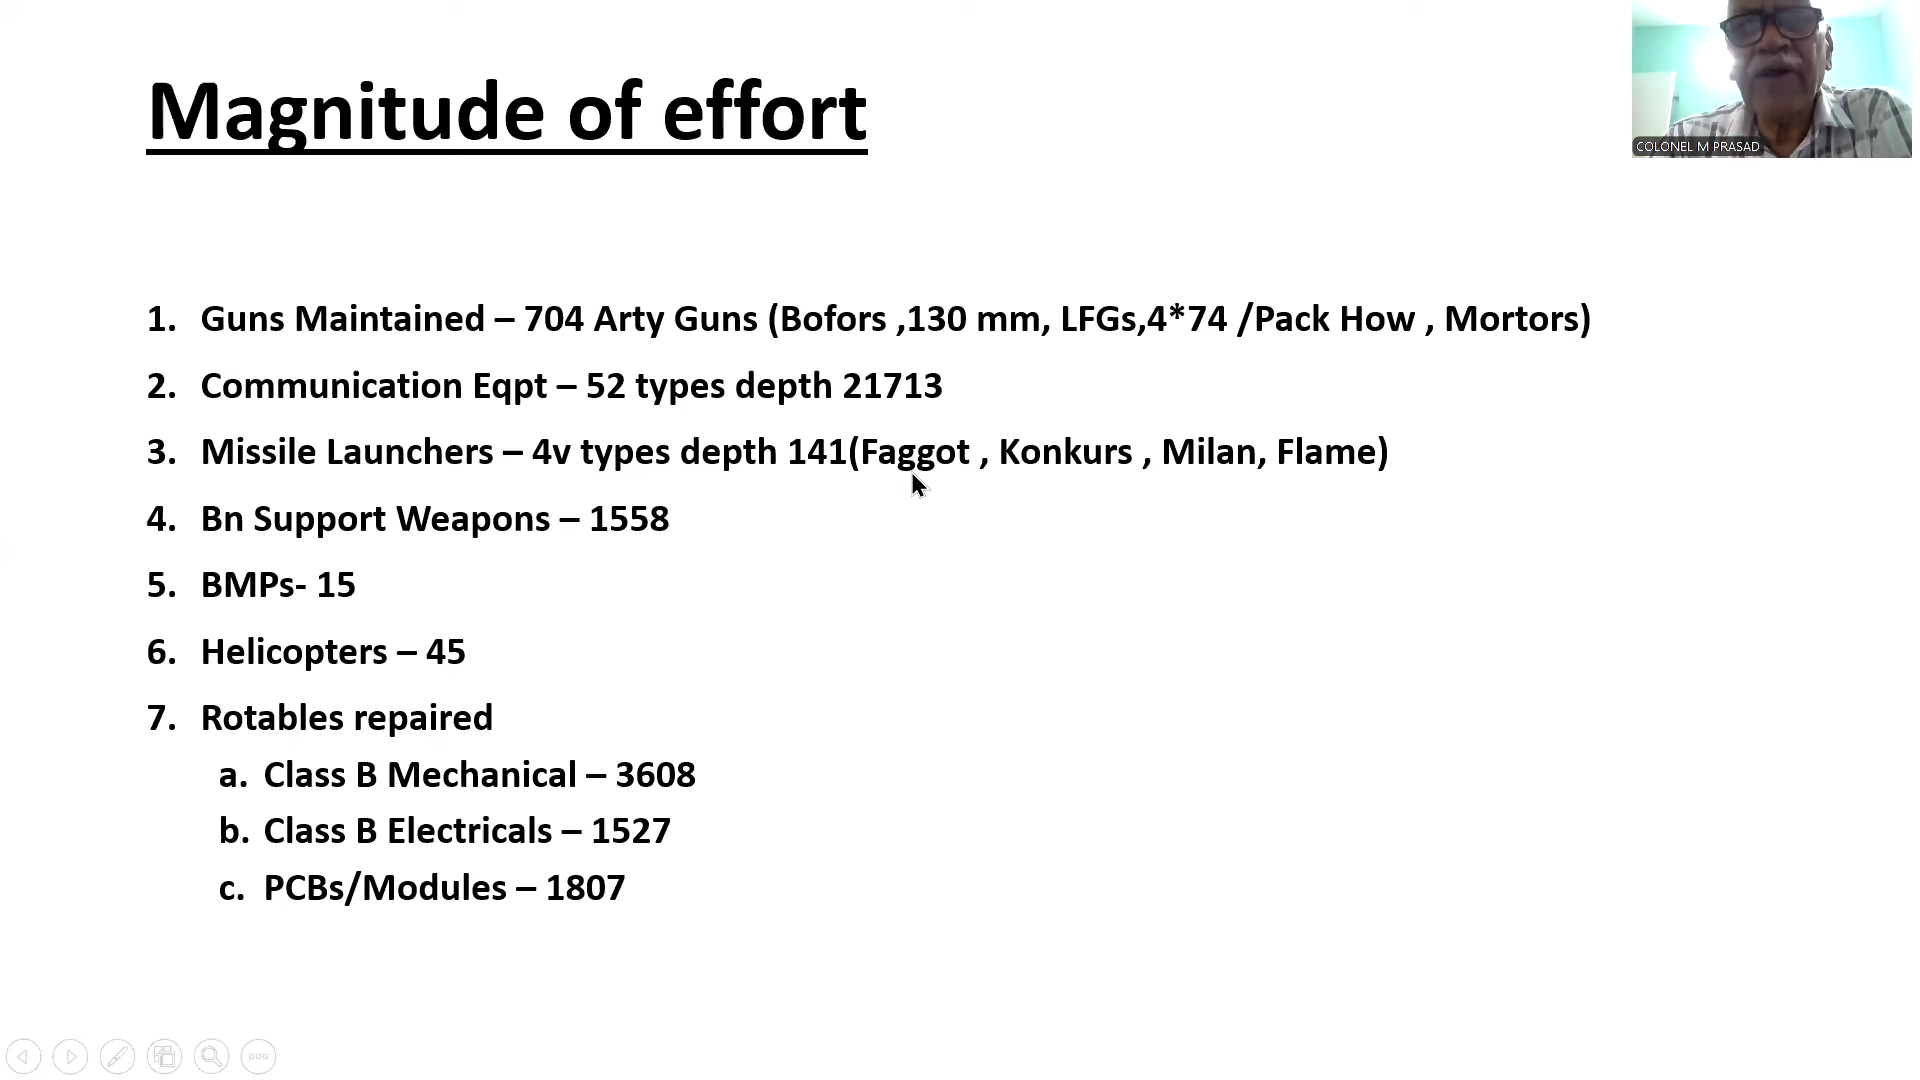 Magnitude of effort
COLONEL M PRASAD
1. Guns Maintained – 704 Arty Guns (Bofors ,130 mm, LFGs,4*74 /Pack How , Mortors)
2. Communication Eqpt – 52 types depth 21713
3. Missile Launchers – 4v types depth 141(Faggot , Konkurs , Milan, Flame)
4. Bn Support Weapons – 1558
5. BMPs- 15
6. Helicopters – 45
7. Rotables repaired
a. Class B Mechanical – 3608
b. Class B Electricals – 1527
c. PCBs/Modules – 1807